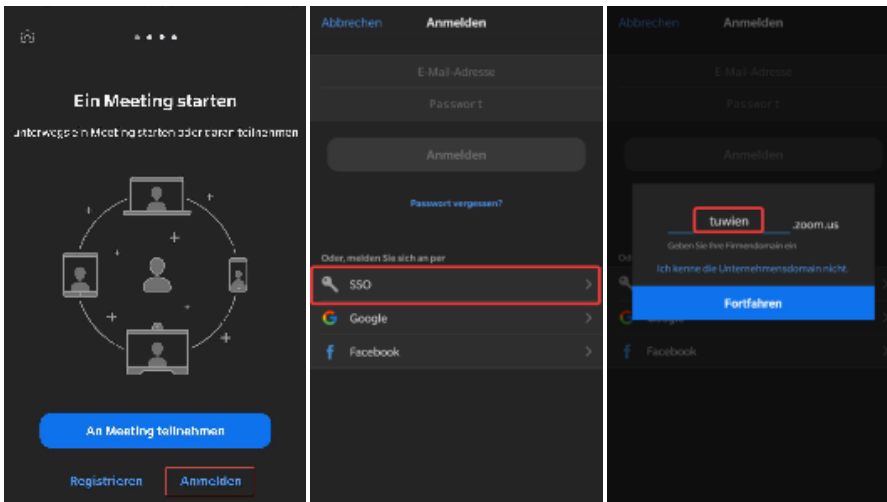 Ein Meeting starten
unterwegs ein Meeting starten oder daran teilnehmen
An Meeting teilnehmen
Registrieren
Anmelden
Abbrechen
Anmelden
E-Mail-Adresse
Passwort
Anmelden
Passwort vergessen?
Oder, melden Sie sich an per
SSO
Google
Facebook
Abbrechen
Anmelden
E-Mail-Adresse
Passwort
Anmelden
tuwien .zoom.us
Geben Sie Ihre Firmendomain ein
Ich kenne die Unternehmensdomain nicht.
Fortfahren
Facebook